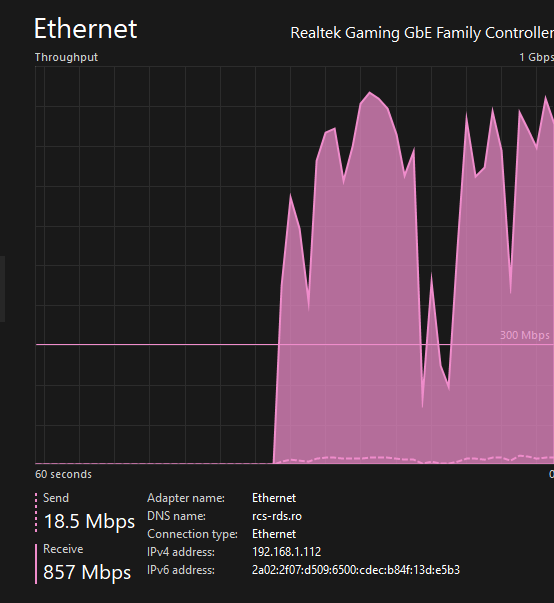 Ethernet
Realtek Gaming GbE Family Controller
Throughput 1 Gbps
300 Mbps
60 seconds 0
Send
18.5 Mbps
Receive
857 Mbps
Adapter name: Ethernet
DNS name: rcs-rds.ro
Connection type: Ethernet
IPv4 address: 192.168.1.112
IPv6 address: 2a02:2f07:d509:6500:cdec:b84f:13d:e5b3